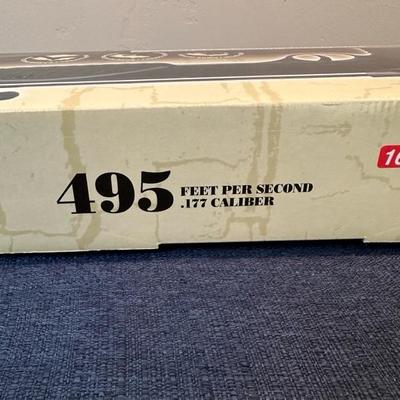 495
FEET PER SECOND
.177 CALIBER